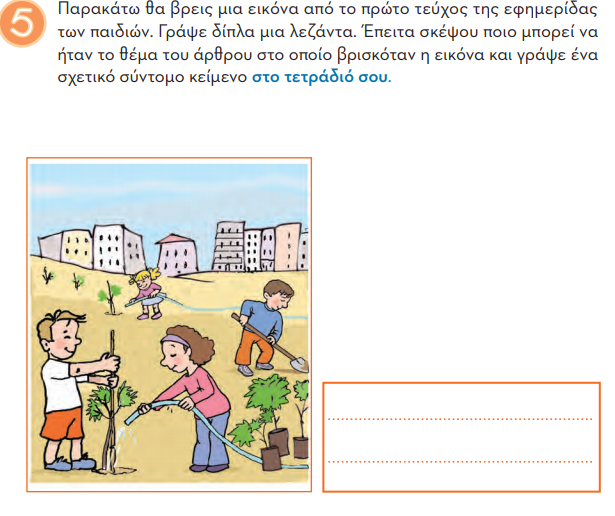 5 Παρακάτω θα βρεις μια εικόνα από το πρώτο τεύχος της εφημερίδας
των παιδιών. Γράψε δίπλα μια λεζάντα. Έπειτα σκέψου ποιο μπορεί να
ήταν το θέμα του άρθρου στο οποίο βρισκόταν η εικόνα και γράψε ένα
σχετικό σύντομο κείμενο στο τετράδιό σου.